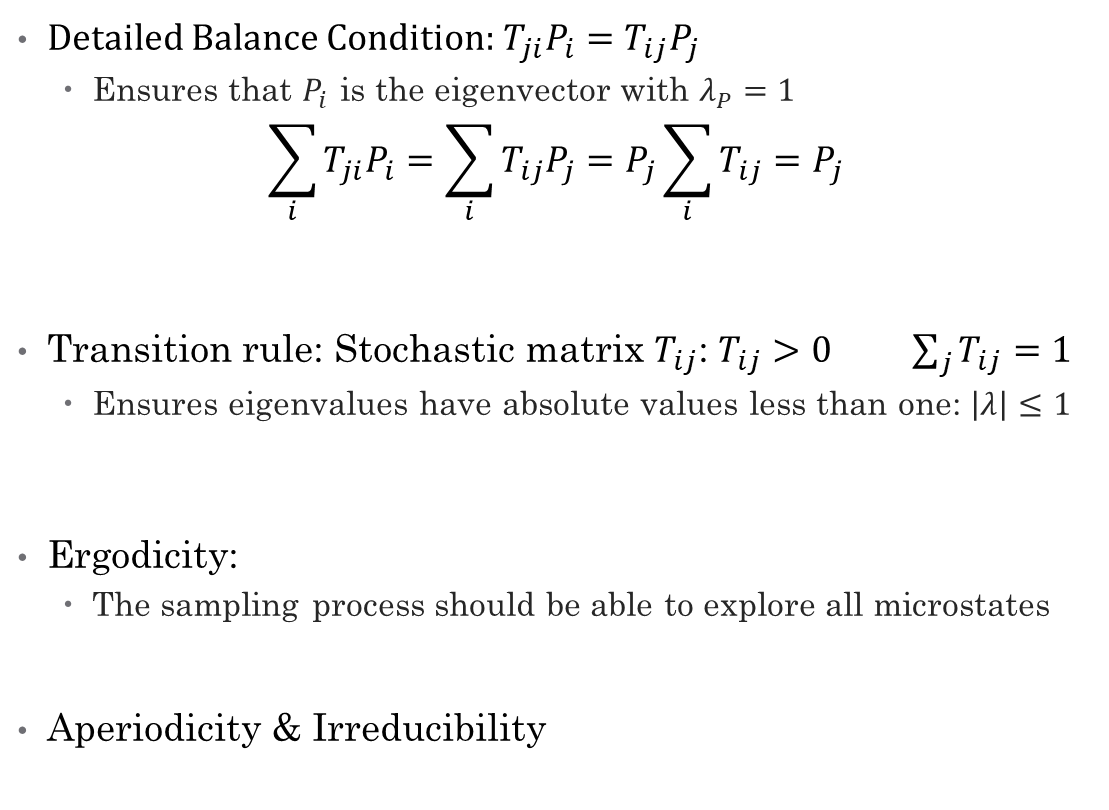 • Detailed Balance Condition: T_{ji}P_i = T_{ij}P_j
• Ensures that P_i is the eigenvector with λ_P = 1
∑_i T_{ji}P_i = ∑_i T_{ij}P_j = P_j ∑_i T_{ij} = P_j
• Transition rule: Stochastic matrix T_{ij}: T_{ij} > 0 ∑_j T_{ij} = 1
• Ensures eigenvalues have absolute values less than one: |λ| ≤ 1
• Ergodicity:
• The sampling process should be able to explore all microstates
• Aperiodicity & Irreducibility